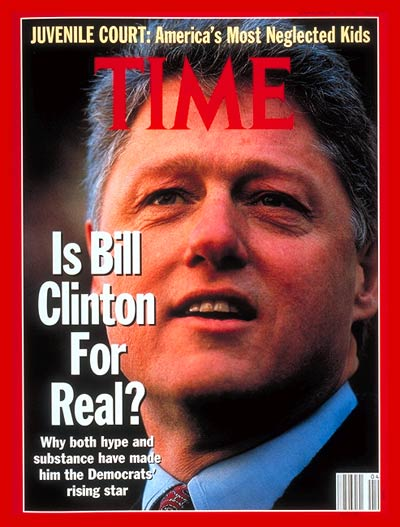 JUVENILE COURT: America's Most Neglected Kids
TIME
Is Bill
Clinton
For
Real?
Why both hype and
substance have made
him the Democrats'
rising star
04